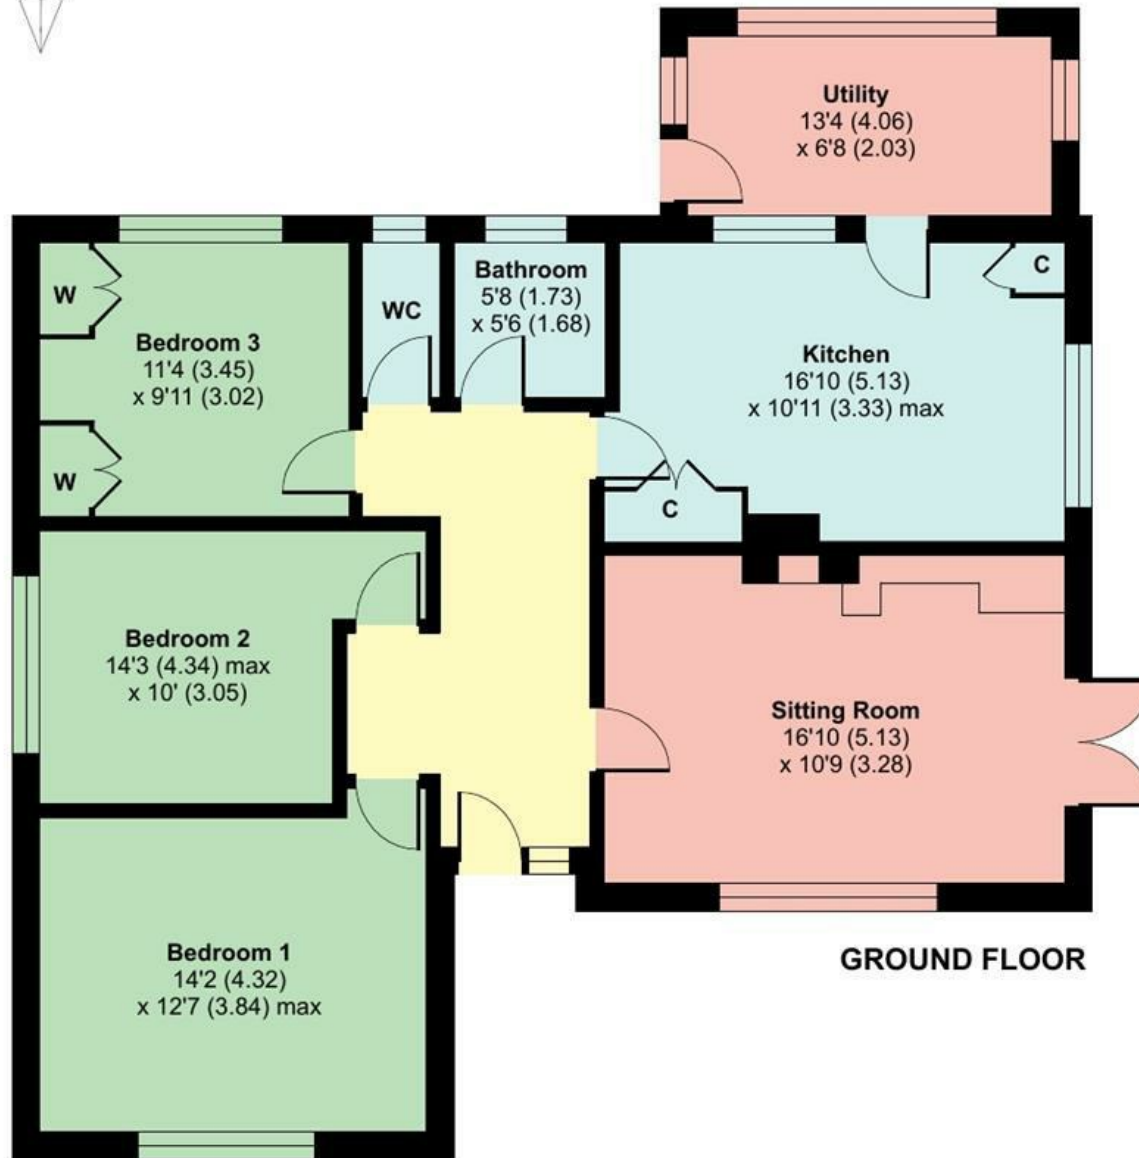 Utility
13'4 (4.06)
x 6'8 (2.03)
W
Bedroom 3
11'4 (3.45)
x 9'11 (3.02)
W
WC
Bathroom
5'8 (1.73)
x 5'6 (1.68)
C
Kitchen
16'10 (5.13)
x 10'11 (3.33) max
C
Bedroom 2
14'3 (4.34) max
x 10' (3.05)
Sitting Room
16'10 (5.13)
x 10'9 (3.28)
Bedroom 1
14'2 (4.32)
x 12'7 (3.84) max
GROUND FLOOR